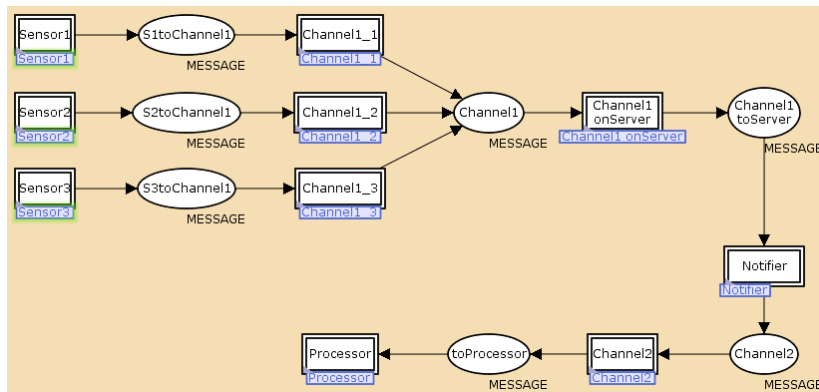 Sensor1
S1toChannel1
Channel1_1
Sensor1
MESSAGE
Channel1_1
Sensor2
S2toChannel1
Channel1_2
Channel1
Channel1
onServer
Channel1
toServer
Sensor2
MESSAGE
Channel1_2
MESSAGE
Channel1 onServer
MESSAGE
Sensor3
S3toChannel1
Channel1_3
Sensor3
MESSAGE
Channel1_3
Notifier
Notifier
Processor
toProcessor
Channel2
Channel2
Processor
MESSAGE
Channel2
MESSAGE